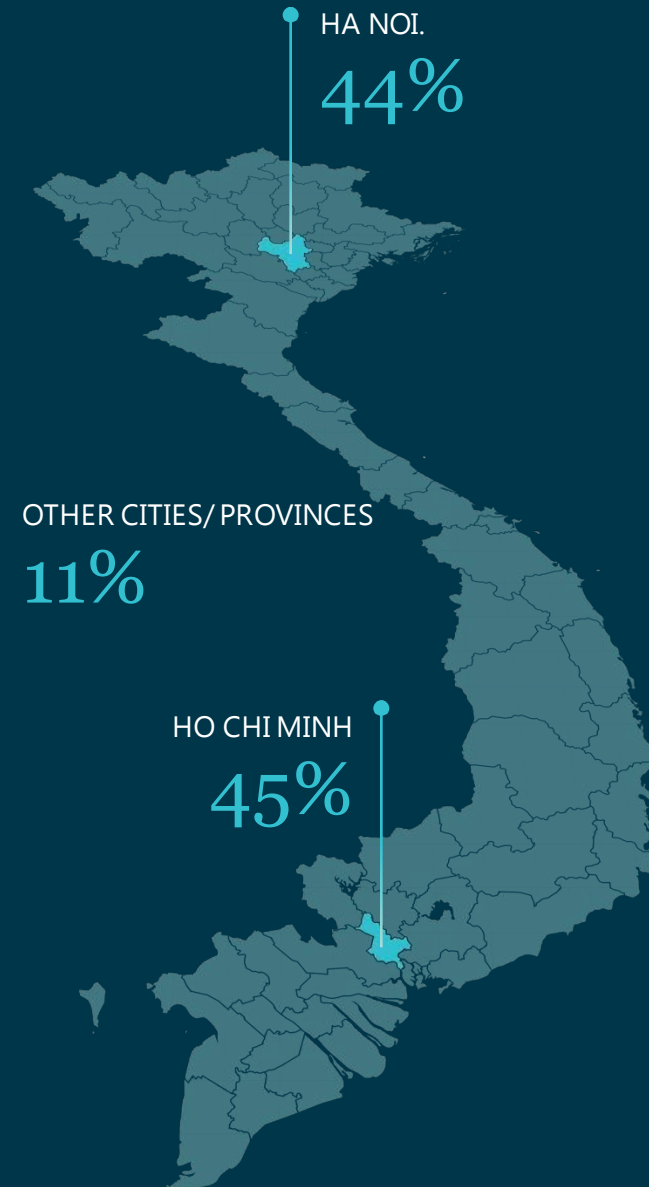 HA NOI.
44%
OTHER CITIES/ PROVINCES
11%
HO CHI MINH
45%